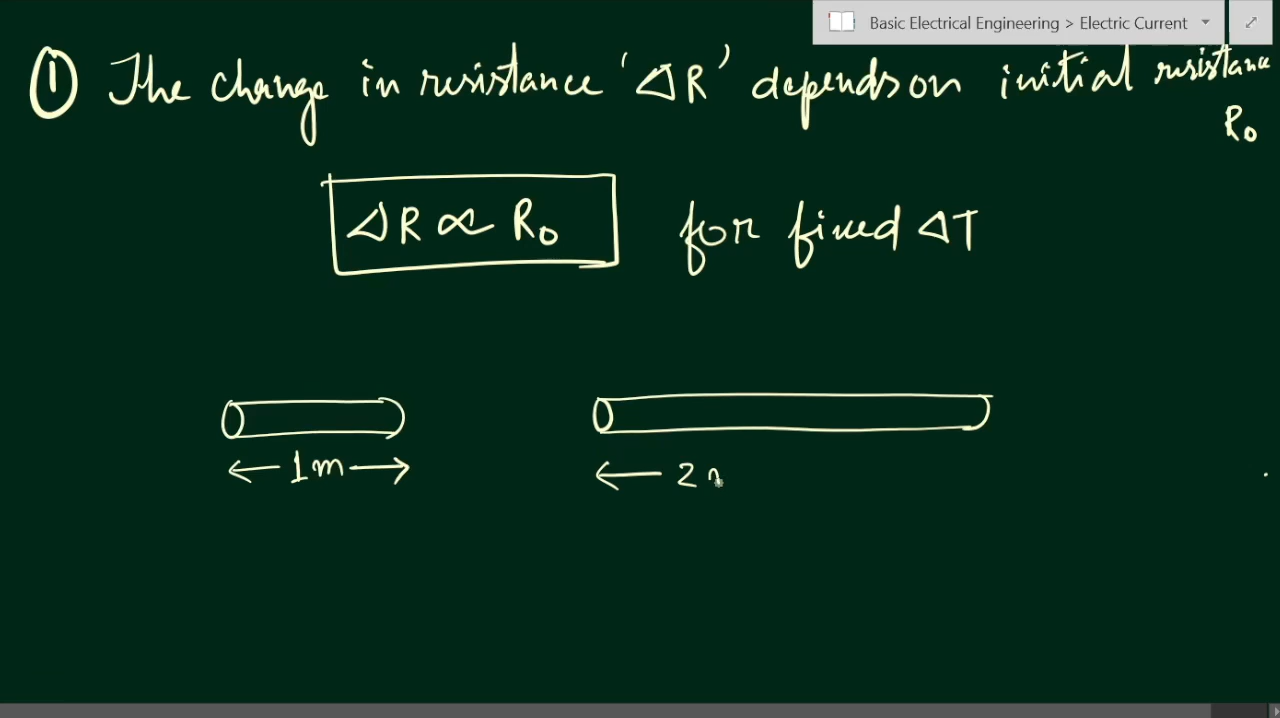 Basic Electrical Engineering > Electric Current
① The change in resistance 'ΔR' depends on initial resistance
R₀
ΔR ∝ R₀ for fixed ΔT
1m
2